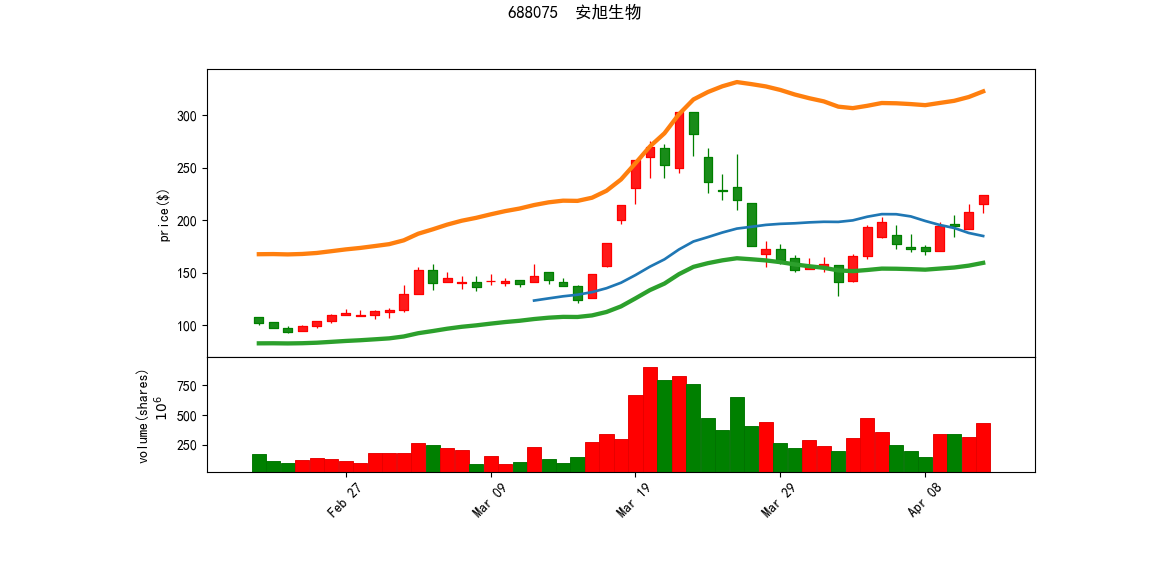 688075 安旭生物
price($)
300
250
200
150
100
volume(shares)
10^6
750
500
250
Feb 27
Mar 09
Mar 19
Mar 29
Apr 08